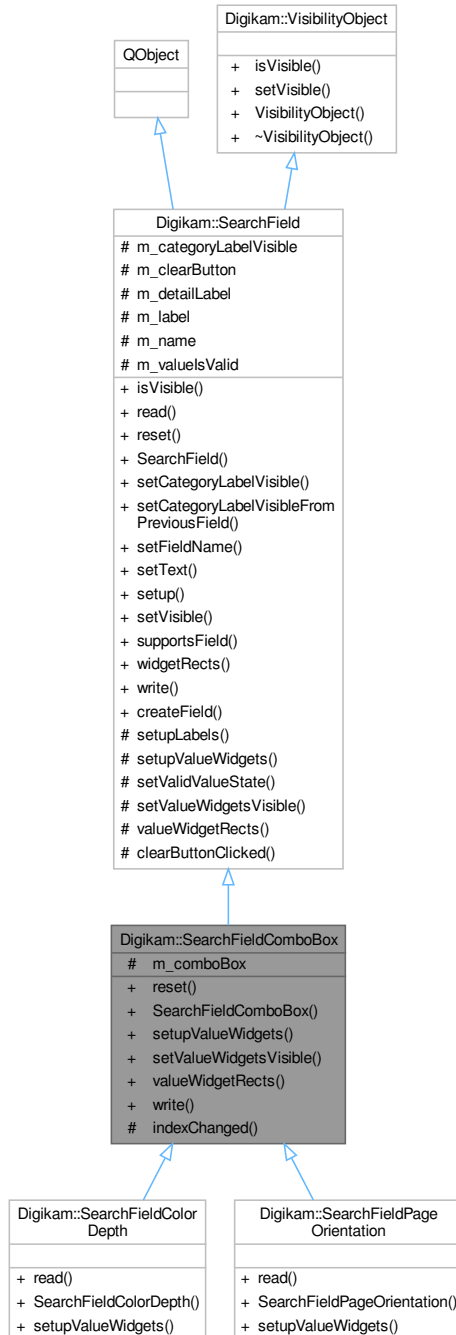 Digikam::VisibilityObject
+ isVisible()
+ setVisible()
+ VisibilityObject()
+ ~VisibilityObject()
QObject
Digikam::SearchField
# m_categoryLabelVisible
# m_clearButton
# m_detailLabel
# m_label
# m_name
# m_valueIsValid
+ isVisible()
+ read()
+ reset()
+ SearchField()
+ setCategoryLabelVisible()
+ setCategoryLabelVisibleFrom
PreviousField()
+ setFieldName()
+ setText()
+ setup()
+ setVisible()
+ supportsField()
+ widgetRects()
+ write()
+ createField()
# setupLabels()
# setupValueWidgets()
# setValidValueState()
# setValueWidgetsVisible()
# valueWidgetRects()
# clearButtonClicked()
Digikam::SearchFieldComboBox
# m_comboBox
+ reset()
+ SearchFieldComboBox()
+ setupValueWidgets()
+ setValueWidgetsVisible()
+ valueWidgetRects()
+ write()
# indexChanged()
Digikam::SearchFieldColor
Depth
+ read()
+ SearchFieldColorDepth()
+ setupValueWidgets()
Digikam::SearchFieldPage
Orientation
+ read()
+ SearchFieldPageOrientation()
+ setupValueWidgets()